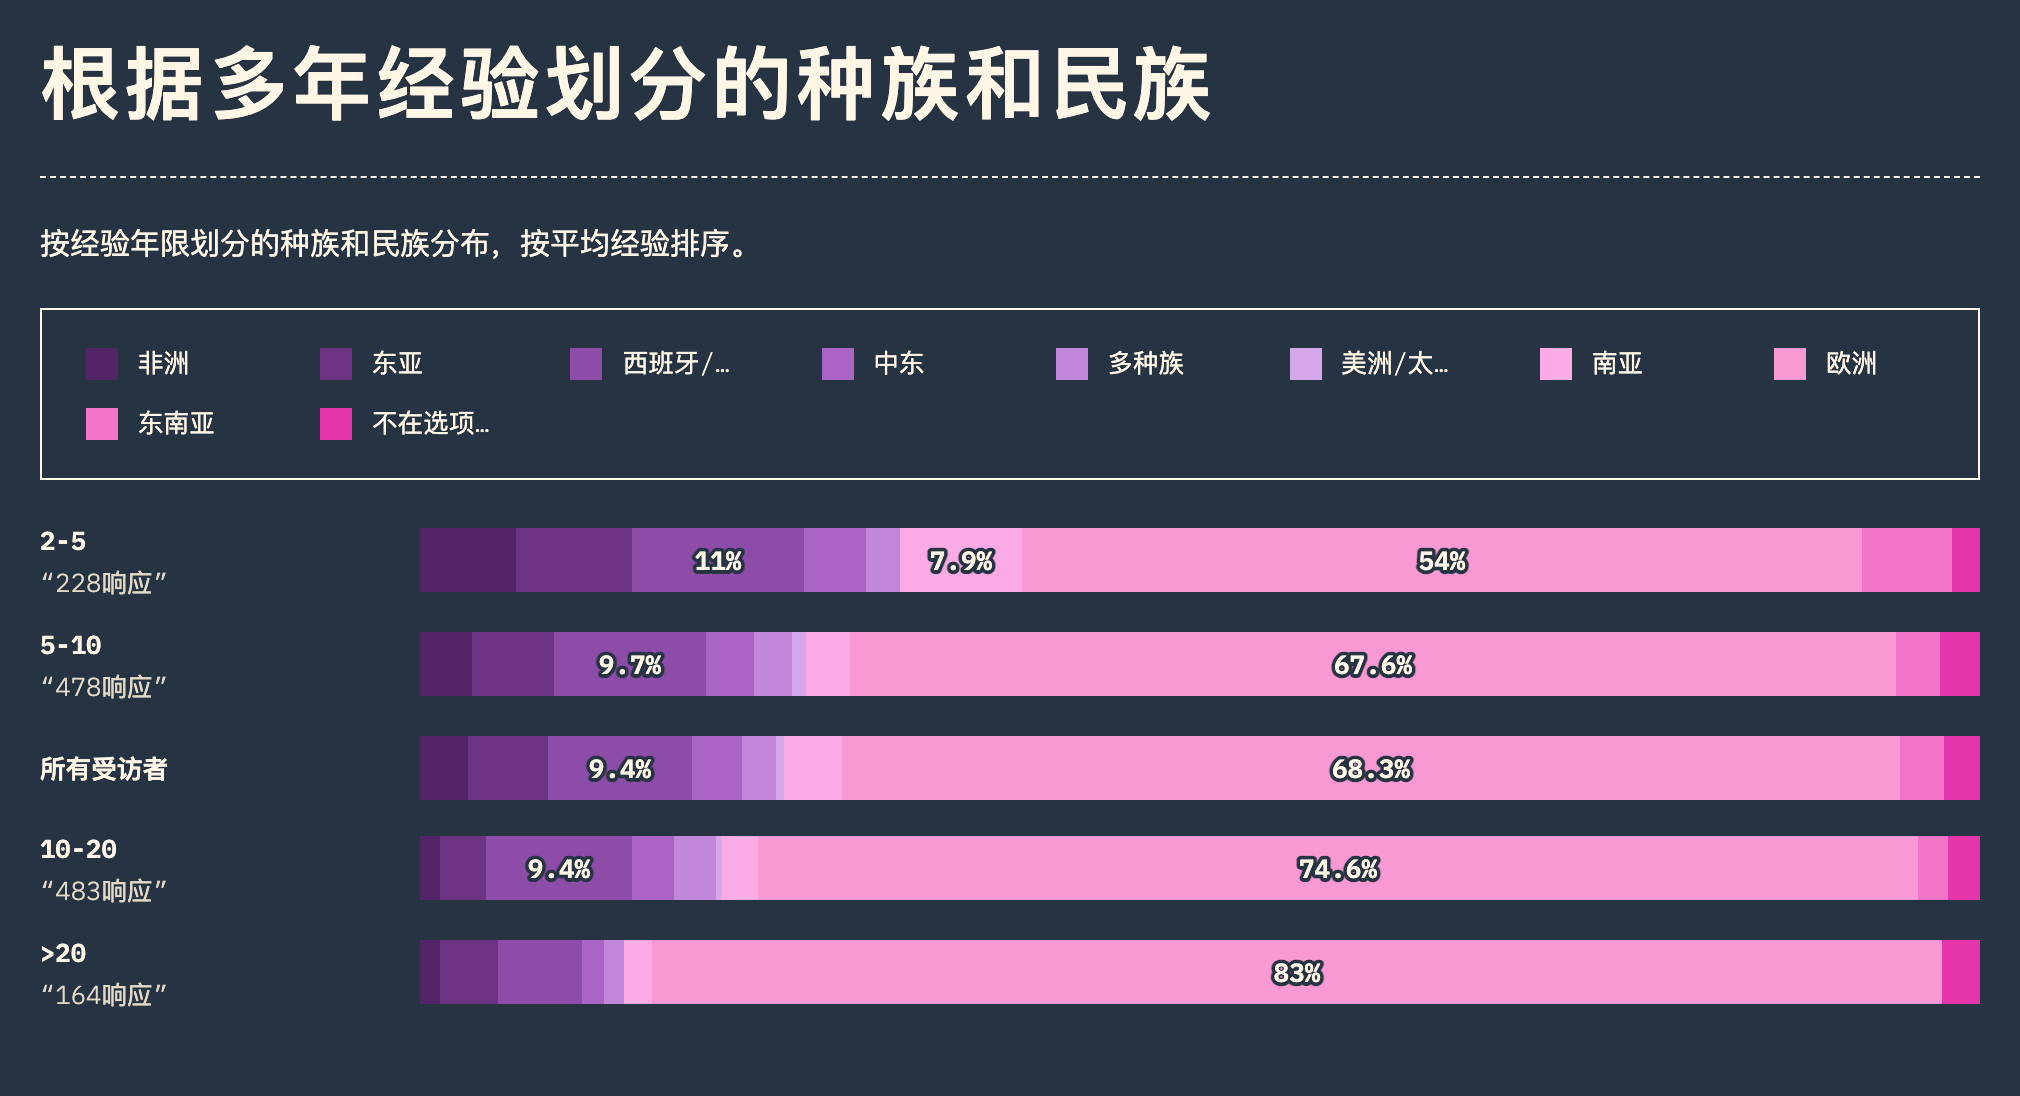 根据多年经验划分的种族和民族
按经验年限划分的种族和民族分布，按平均经验排序。
非洲 东亚 西班牙/… 中东 多种族 美洲/太… 南亚 欧洲
东南亚 不在选项…
2-5
“228响应”
11% 7.9% 54%
5-10
“478响应”
9.7% 67.6%
所有受访者
9.4% 68.3%
10-20
“483响应”
9.4% 74.6%
>20
“164响应”
83%